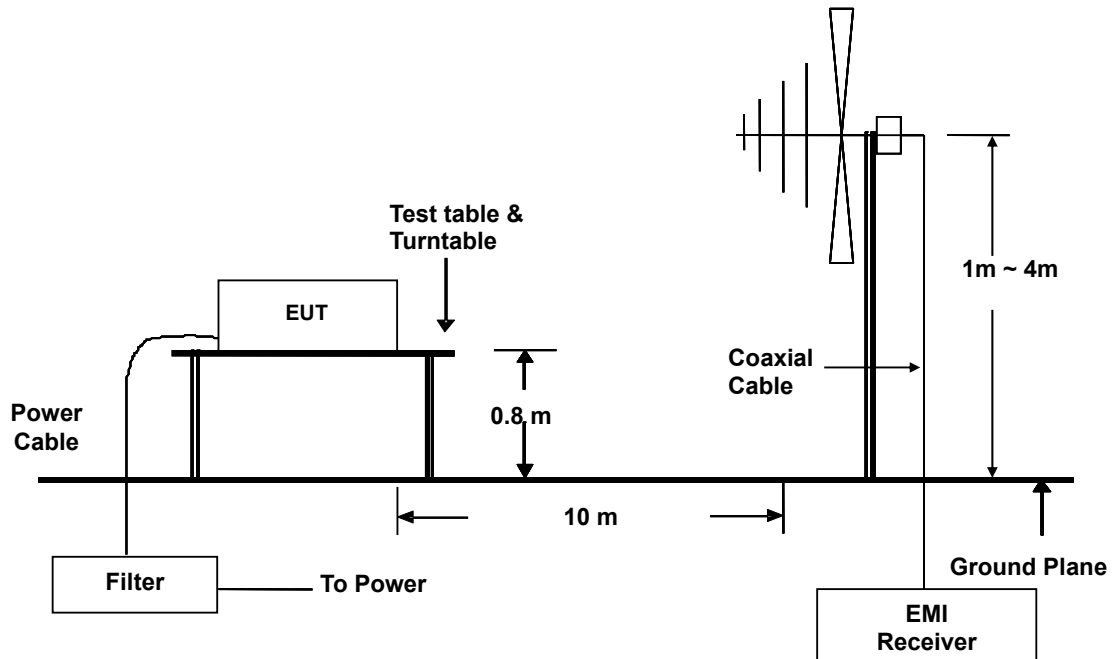 Test table &
Turntable
EUT
1m ~ 4m
Coaxial
Cable
0.8 m
Power
Cable
10 m
Ground Plane
Filter
To Power
EMI
Receiver